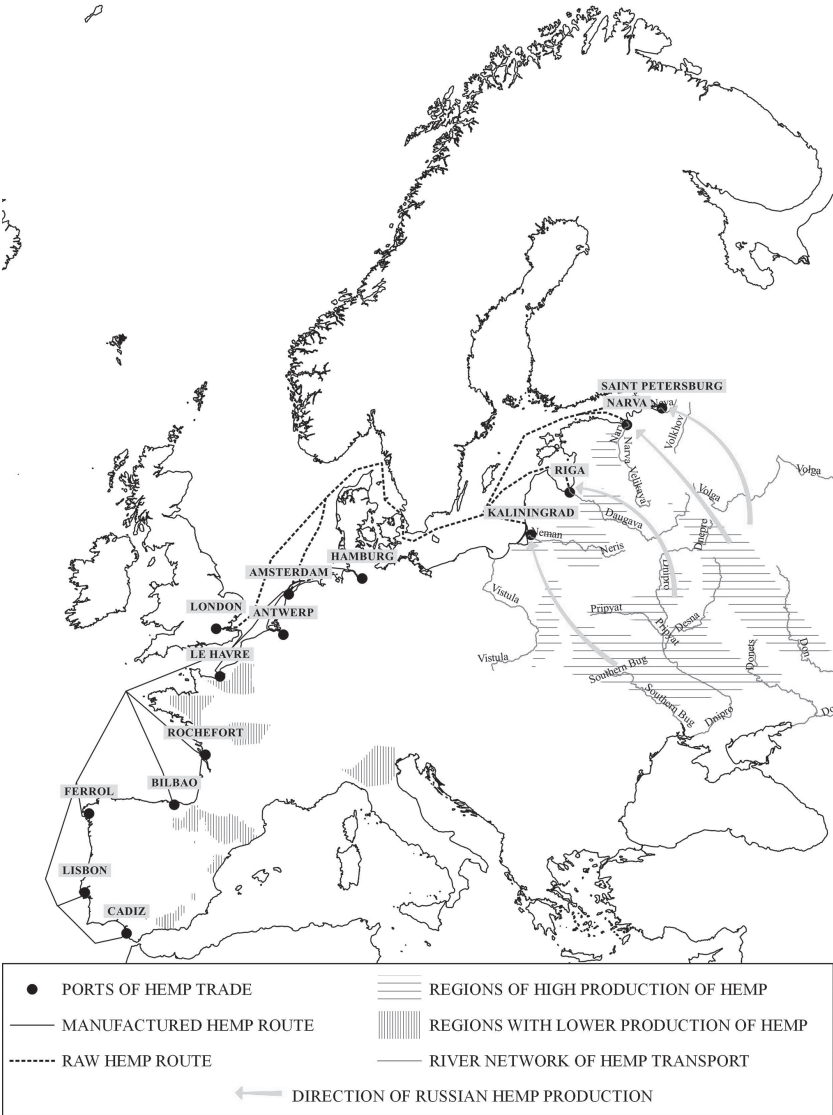 SAINT PETERSBURG
NARVA
Neva
Volkhov
Narva
Narva
Velikaya
RIGA
Volga
Volga
KALININGRAD
Daugava
Dnepro
Neman
Neris
HAMBURG
AMSTERDAM
Dnipro
LONDON
ANTWERP
Vistula
Pripyat
Desna
Pripyat
LE HAVRE
Vistula
Southern Bug
Donets
Don
Southern Bug
Dnipro
Do
ROCHEFORT
BILBAO
FERROL
LISBON
CADIZ
PORTS OF HEMP TRADE
REGIONS OF HIGH PRODUCTION OF HEMP
MANUFACTURED HEMP ROUTE
REGIONS WITH LOWER PRODUCTION OF HEMP
RAW HEMP ROUTE
RIVER NETWORK OF HEMP TRANSPORT
DIRECTION OF RUSSIAN HEMP PRODUCTION